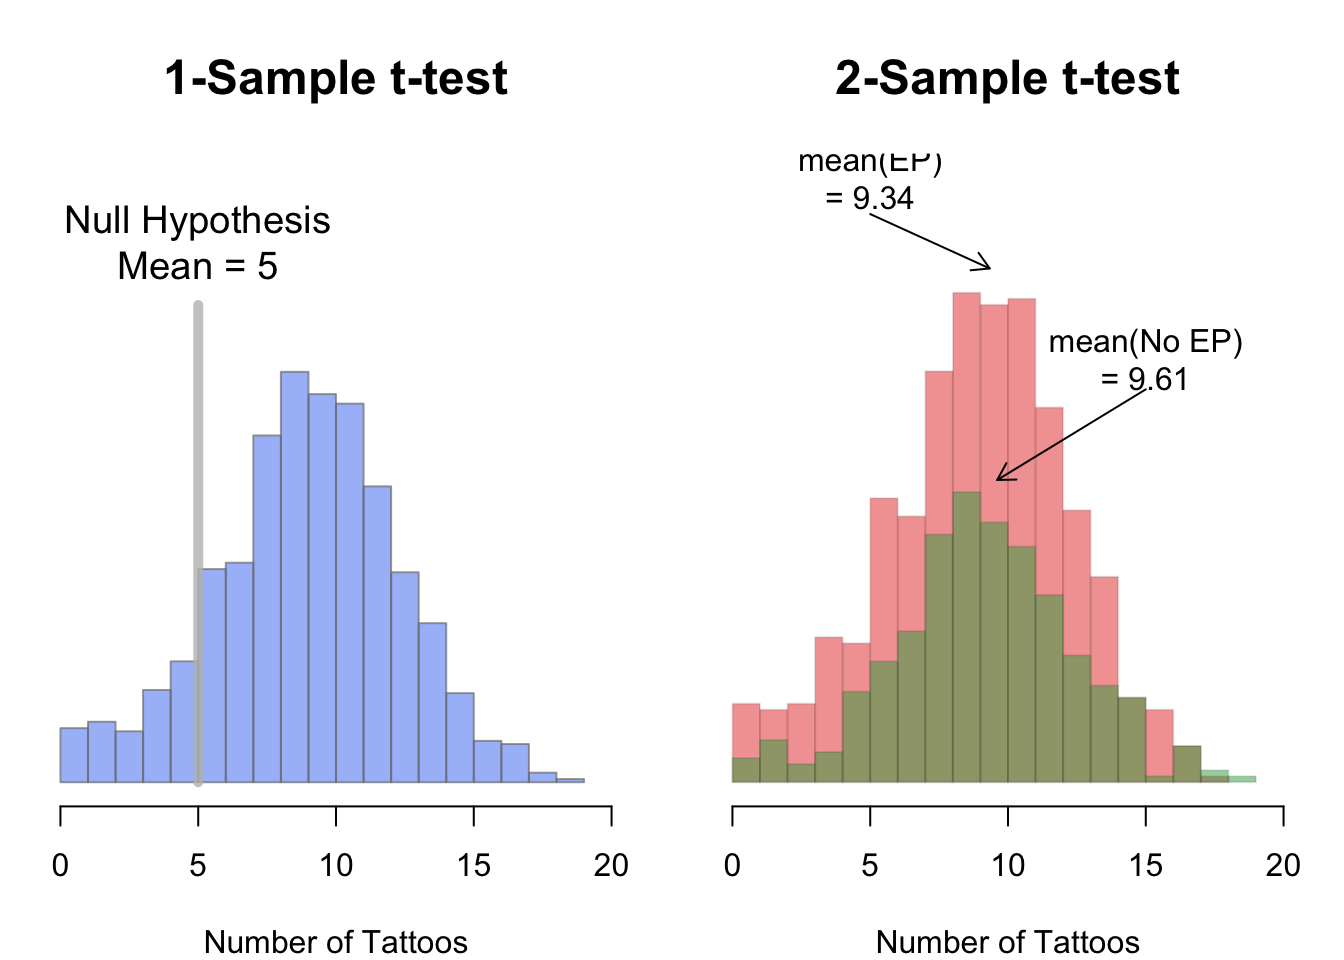 1-Sample t-test
Null Hypothesis
Mean = 5
0 5 10 15 20
Number of Tattoos
2-Sample t-test
mean(EP)
= 9.34
mean(No EP)
= 9.61
0 5 10 15 20
Number of Tattoos